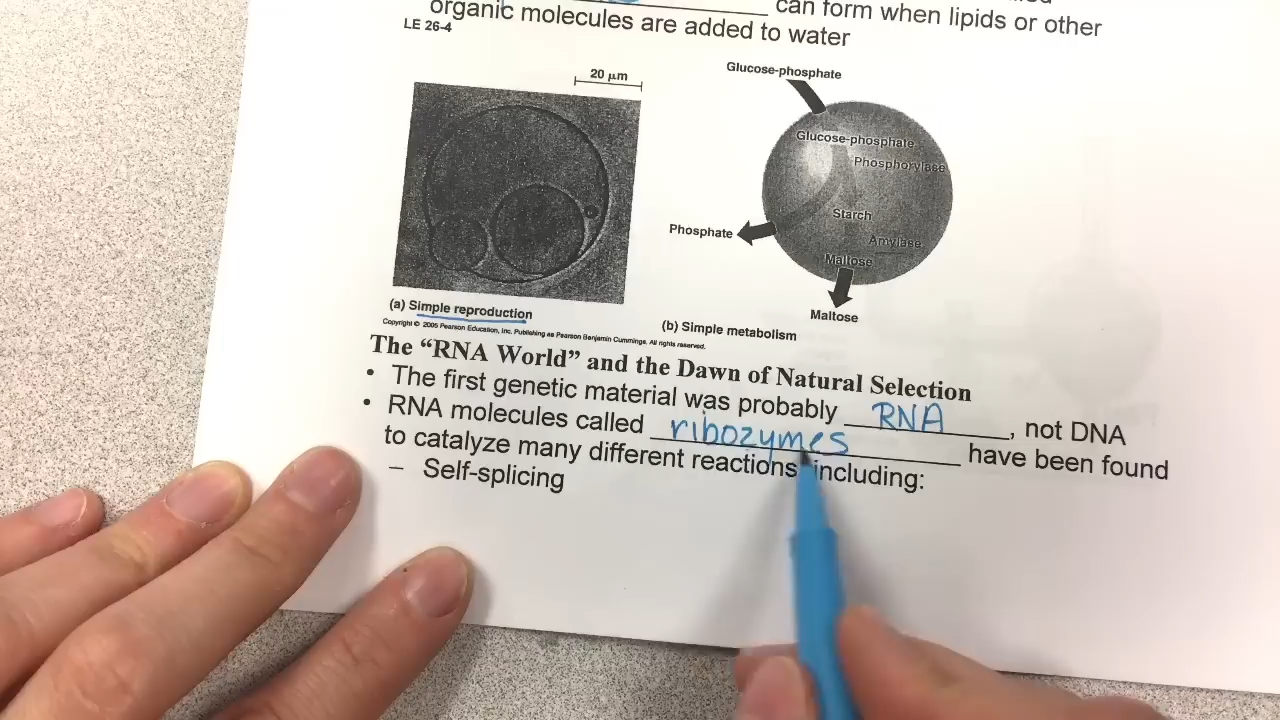 can form when lipids or other
organic molecules are added to water
LE 26-4
20 µm
Glucose-phosphate
Glucose-phosphate
Phosphorylase
Starch
Amylase
Maltose
Phosphate
Maltose
(a) Simple reproduction
(b) Simple metabolism
Copyright © 2005 Pearson Education, Inc. Publishing as Pearson Benjamin Cummings. All rights reserved.
The “RNA World” and the Dawn of Natural Selection
• The first genetic material was probably RNA, not DNA
• RNA molecules called ribozymes have been found
to catalyze many different reactions, including:
– Self-splicing